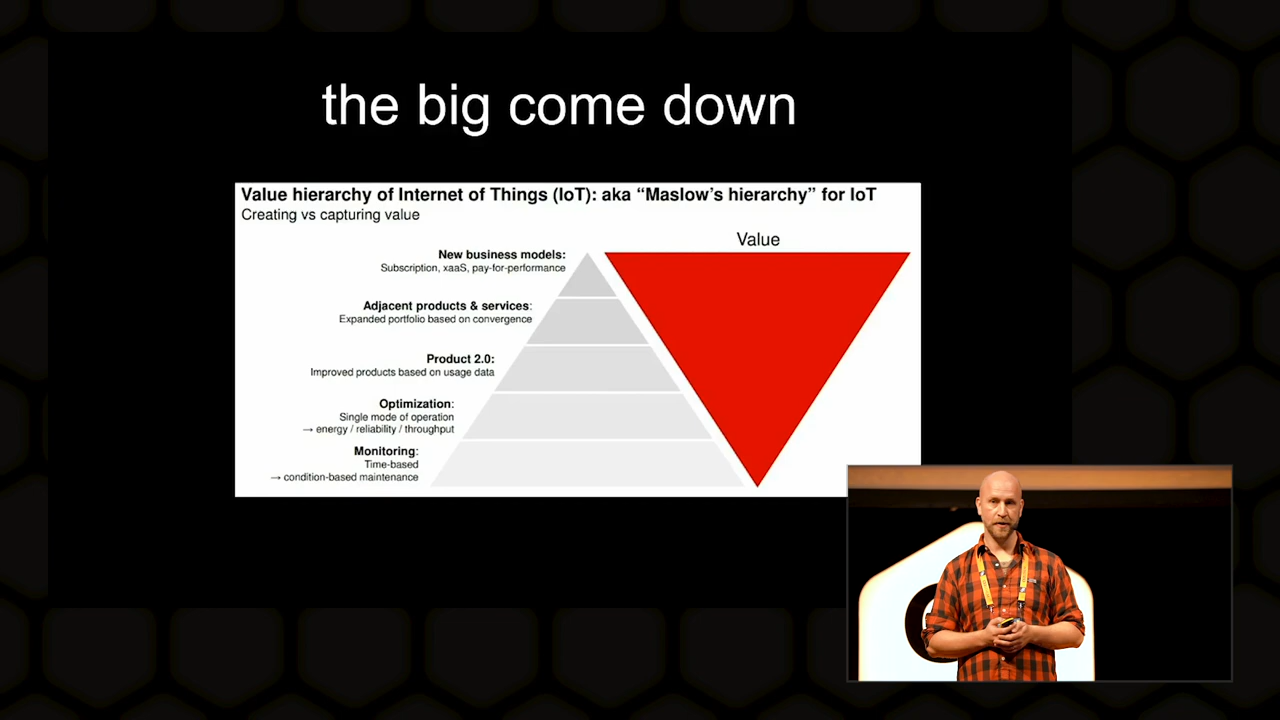 the big come down
Value hierarchy of Internet of Things (IoT): aka “Maslow’s hierarchy” for IoT
Creating vs capturing value
Value
New business models:
Subscription, xaaS, pay-for-performance
Adjacent products & services:
Expanded portfolio based on convergence
Product 2.0:
Improved products based on usage data
Optimization:
Single mode of operation
→ energy / reliability / throughput
Monitoring:
Time-based
→ condition-based maintenance